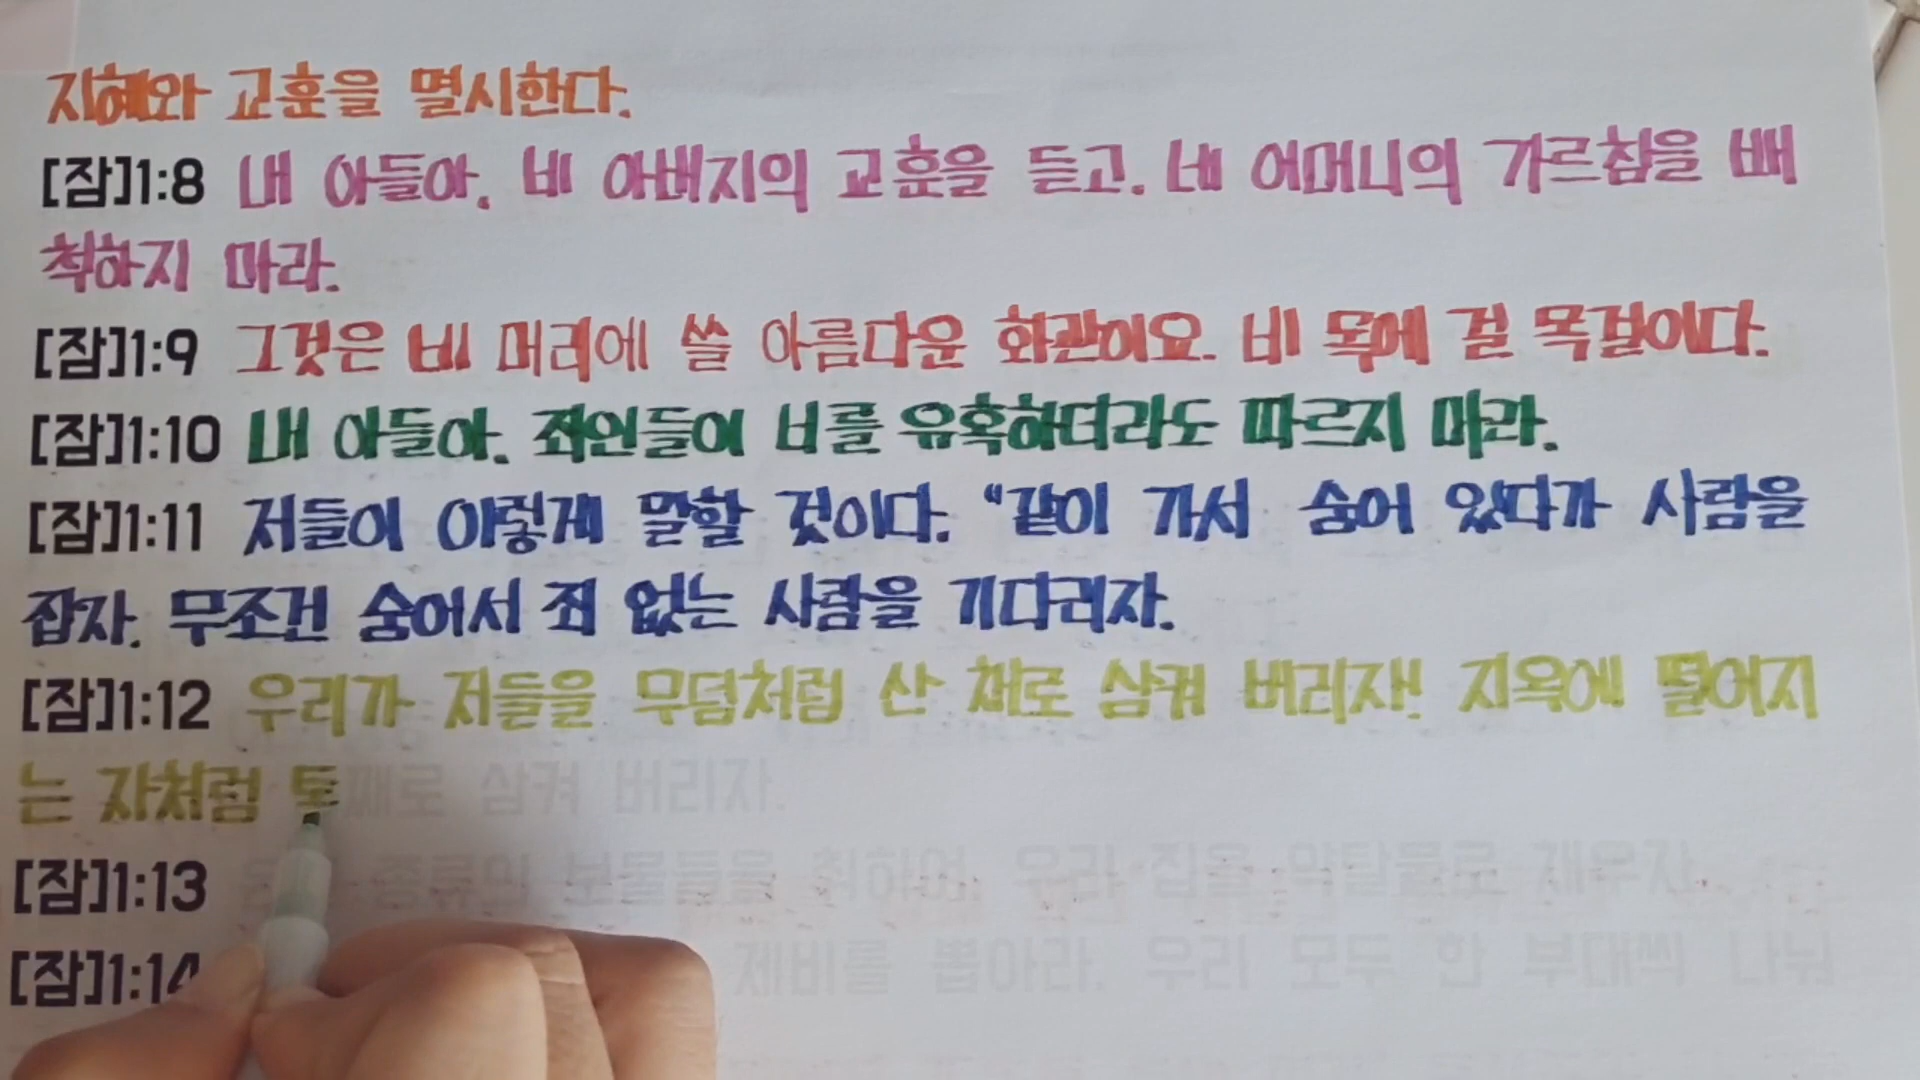 지혜와 교훈을 멸시한다.
[잠]1:8 내 아들아. 네 아버지의 교훈을 듣고. 네 어머니의 가르침을 배
척하지 마라.
[잠]1:9 그것은 네 머리에 쓸 아름다운 화관이요. 네 목에 걸 목걸이다.
[잠]1:10 내 아들아. 죄인들이 너를 유혹하더라도 따르지 마라.
[잠]1:11 저들이 이렇게 말할 것이다. “같이 가서 숨어 있다가 사람을
잡자. 무조건 숨어서 죄 없는 사람을 기다리자.
[잠]1:12 우리가 저들을 무덤처럼 산 채로 삼켜 버리자! 지옥에 떨어지
는 자처럼 통째로 삼켜 버리자.
[잠]1:13 온갖 종류의 보물들을 취하여. 우리 집을 약탈물로 채우자.
[잠]1:14 제비를 뽑아라. 우리 모두 한 부대씩 나눠